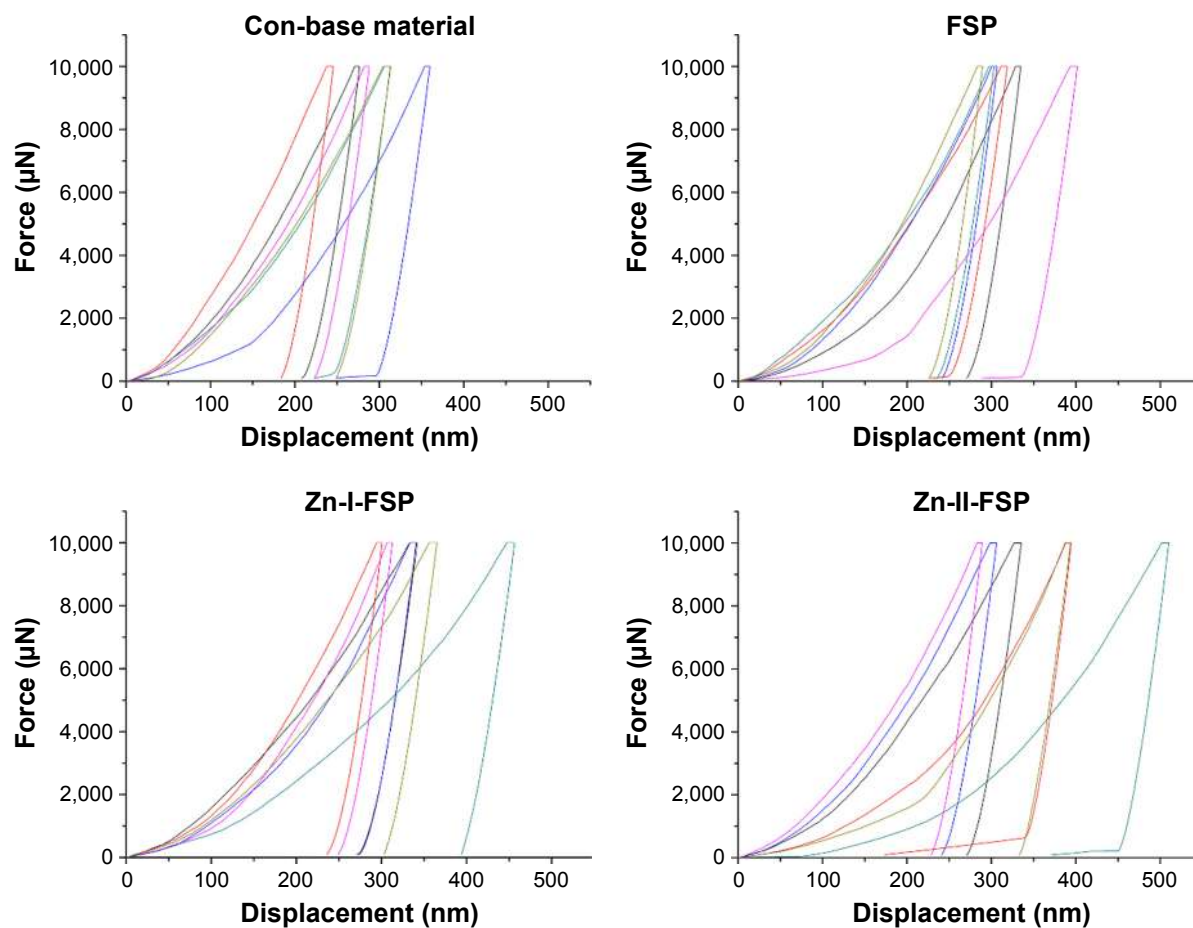 Con-base material
10,000
8,000
6,000
4,000
2,000
0
Force (µN)
0 100 200 300 400 500
Displacement (nm)
FSP
10,000
8,000
6,000
4,000
2,000
0
Force (µN)
0 100 200 300 400 500
Displacement (nm)
Zn-I-FSP
10,000
8,000
6,000
4,000
2,000
0
Force (µN)
0 100 200 300 400 500
Displacement (nm)
Zn-II-FSP
10,000
8,000
6,000
4,000
2,000
0
Force (µN)
0 100 200 300 400 500
Displacement (nm)